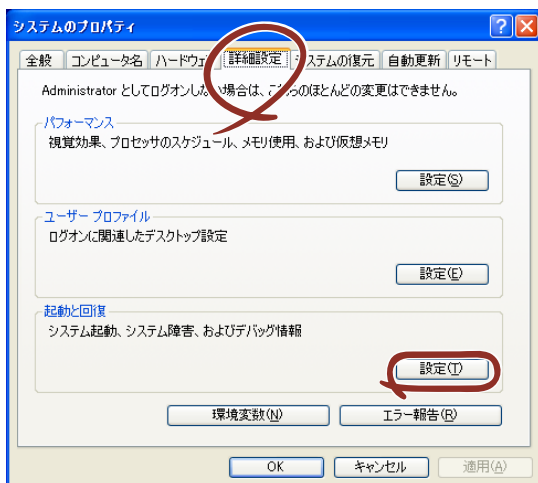 システムのプロパティ
全般 コンピュータ名 ハードウェ 詳細設定 ステムの復元 自動更新 リモート
Administrator としてログオンしない場合は、これらのほとんどの変更はできません。
パフォーマンス
視覚効果、プロセッサのスケジュール、メモリ使用、および仮想メモリ
設定(S)
ユーザー プロファイル
ログオンに関連したデスクトップ設定
設定(E)
起動と回復
システム起動、システム障害、およびデバッグ情報
設定(T)
環境変数(N) エラー報告(R)
OK キャンセル 適用(A)